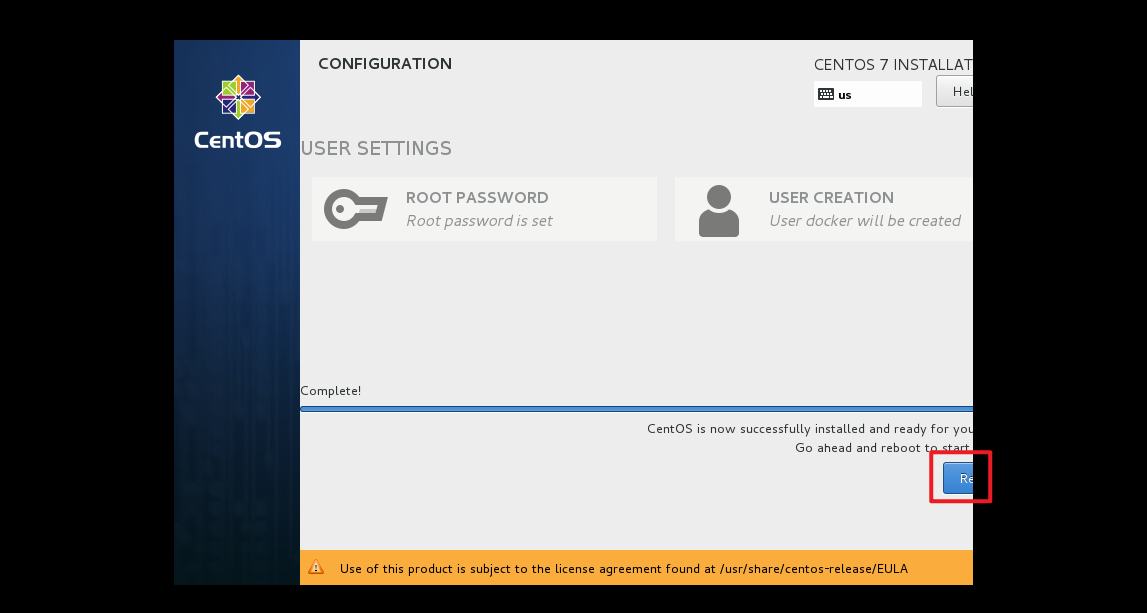 CONFIGURATION
CENTOS 7 INSTALLAT
us
Hel
CentOS
USER SETTINGS
ROOT PASSWORD
Root password is set
USER CREATION
User docker will be created
Complete!
CentOS is now successfully installed and ready for you
Go ahead and reboot to start
Re
Use of this product is subject to the license agreement found at /usr/share/centos-release/EULA